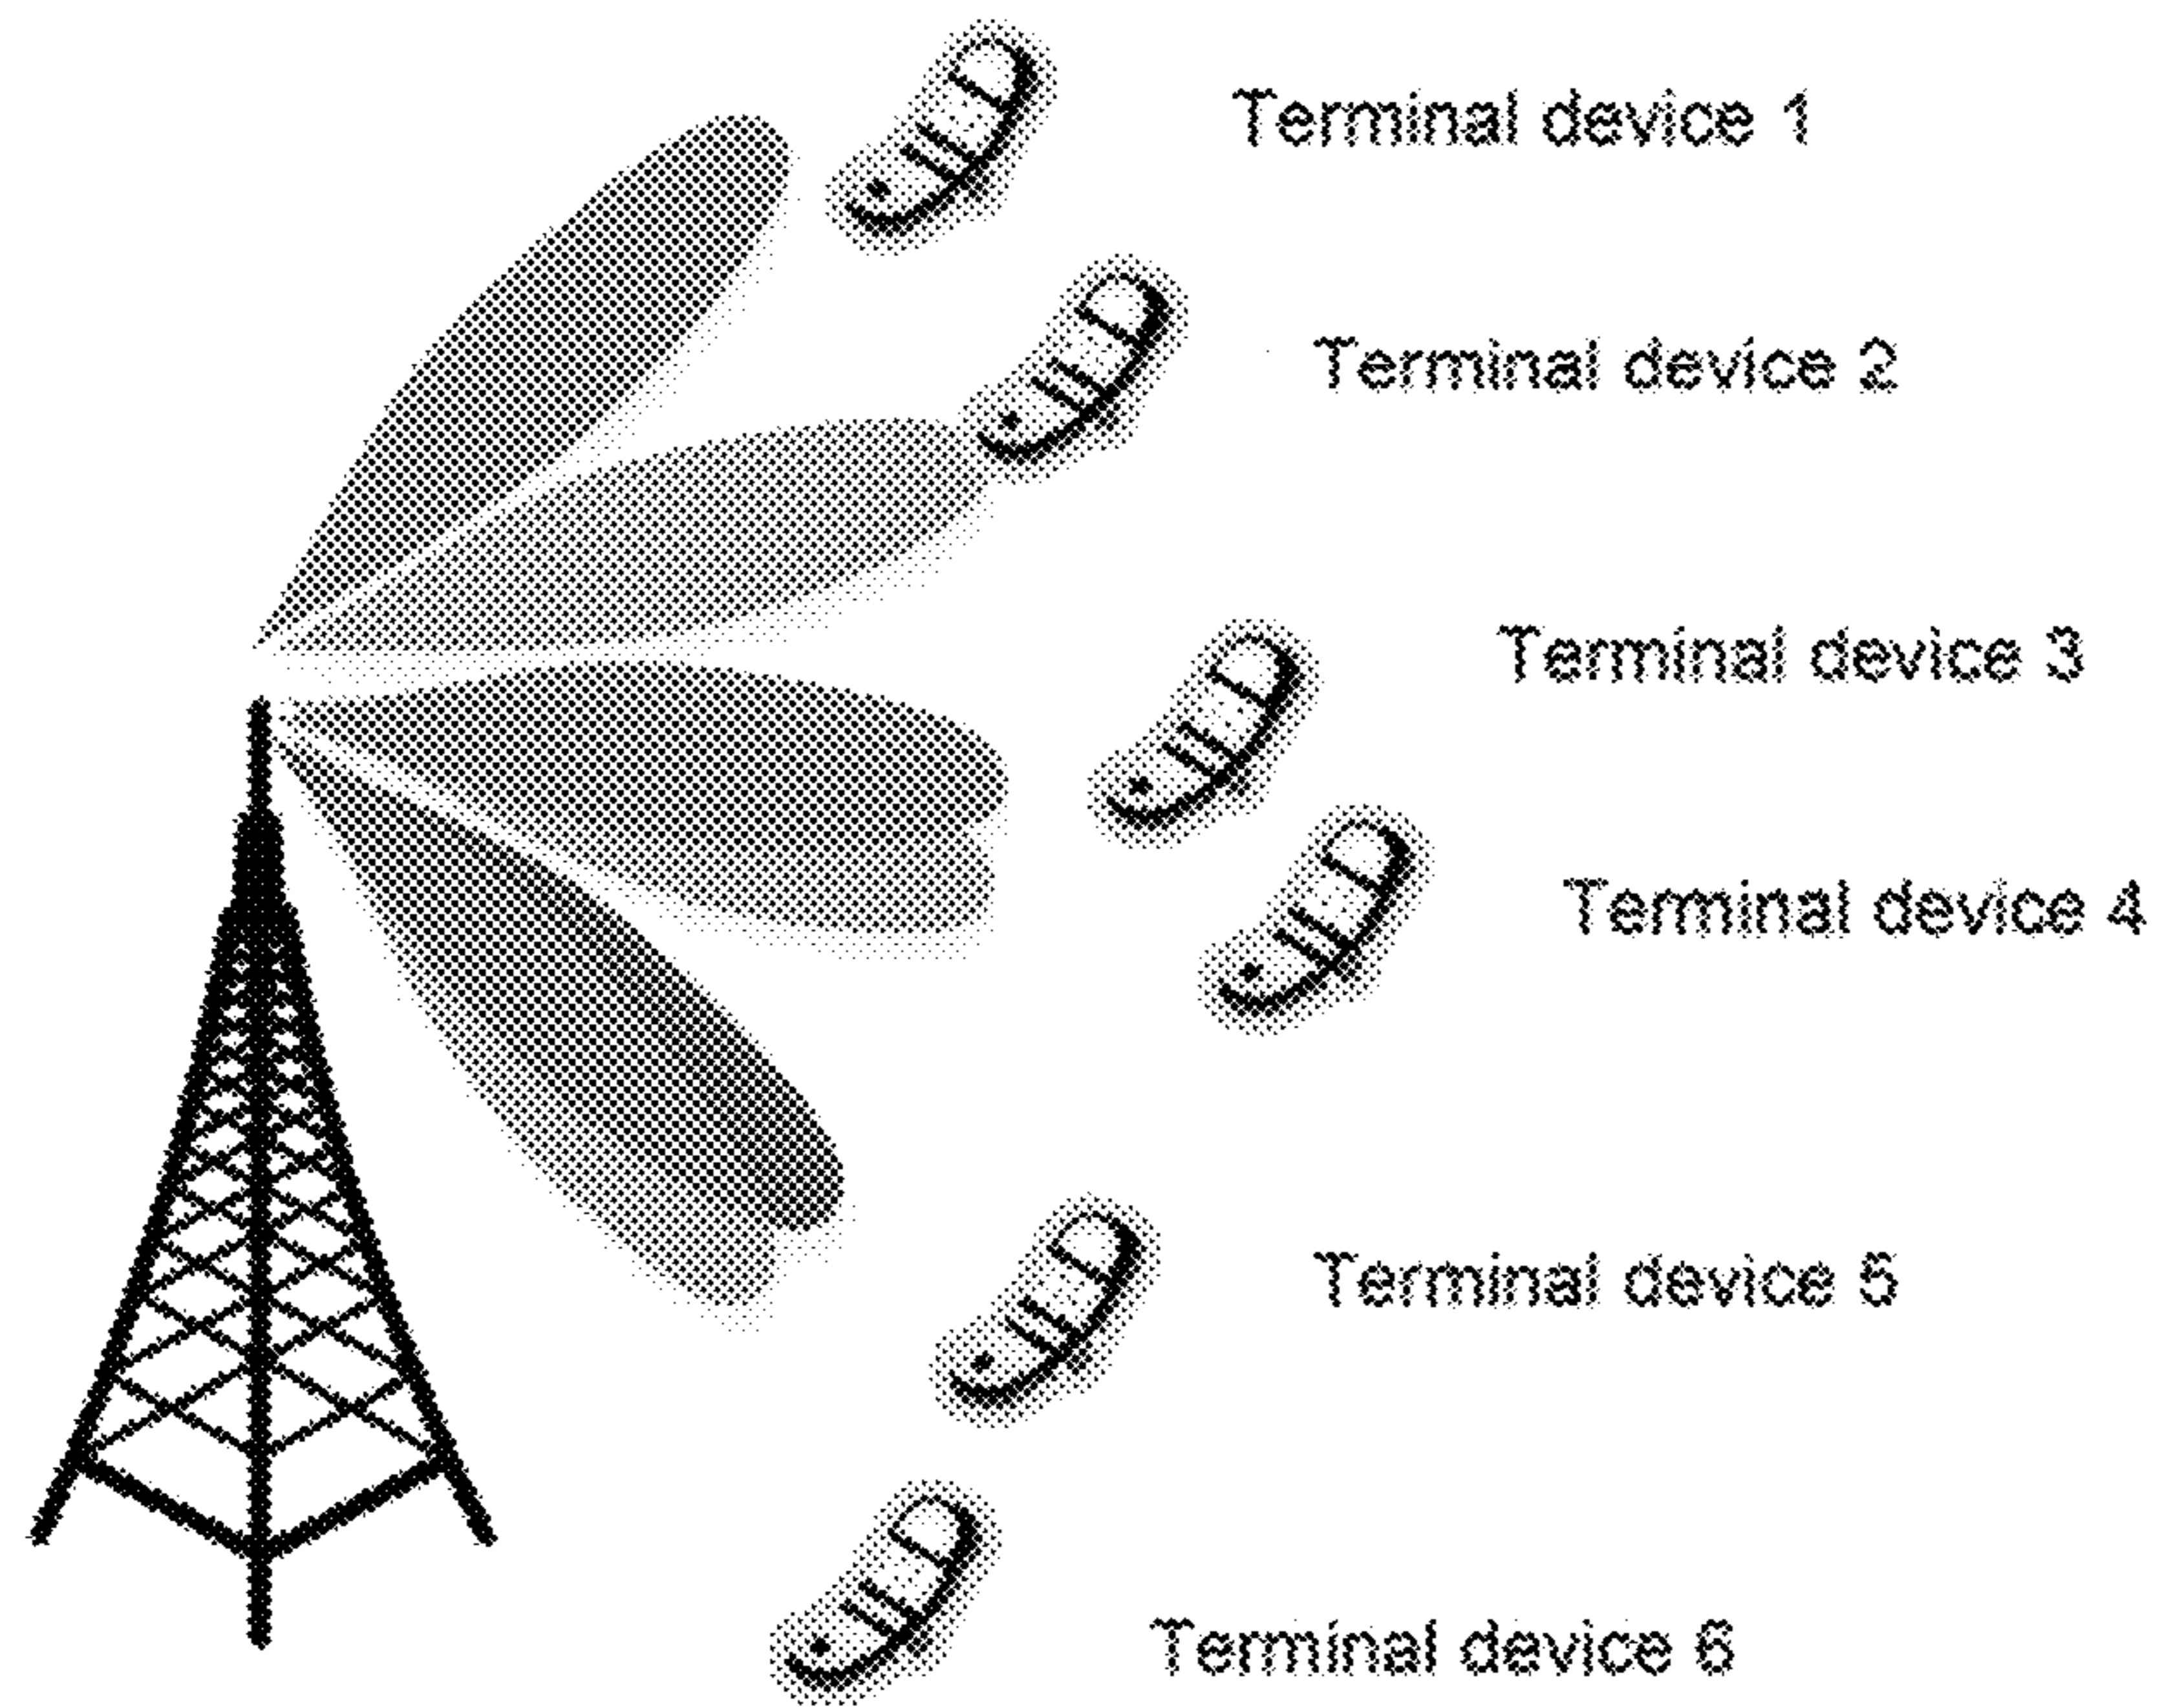 Terminal device 1
Terminal device 2
Terminal device 3
Terminal device 4
Terminal device 5
Terminal device 6